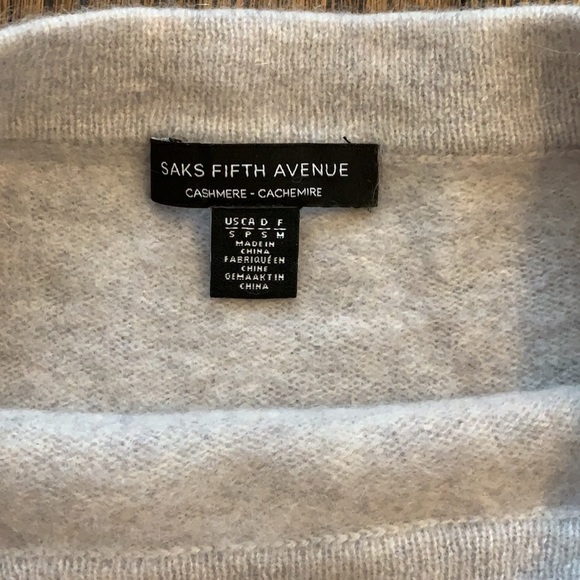 SAKS FIFTH AVENUE
CASHMERE - CACHEMIRE
US CA D F
S P S M
MADE IN
CHINA
FABRIQUÉ EN
CHINE
GEMAAKT IN
CHINA